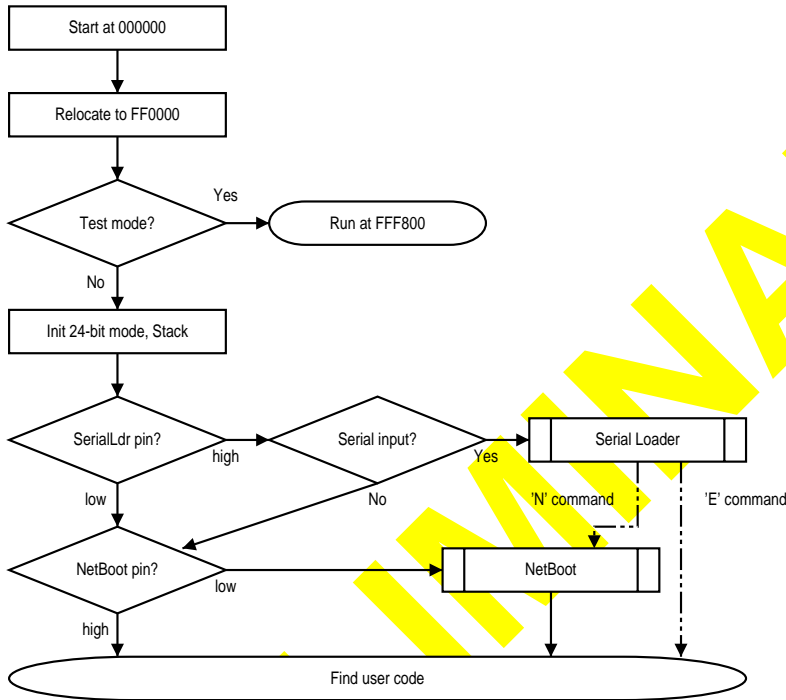 Start at 000000
Relocate to FF0000
Test mode?
Yes
Run at FFF800
No
Init 24-bit mode, Stack
SerialLdr pin?
high
Serial input?
Yes
Serial Loader
low
No
'N' command
'E' command
NetBoot pin?
low
NetBoot
high
Find user code